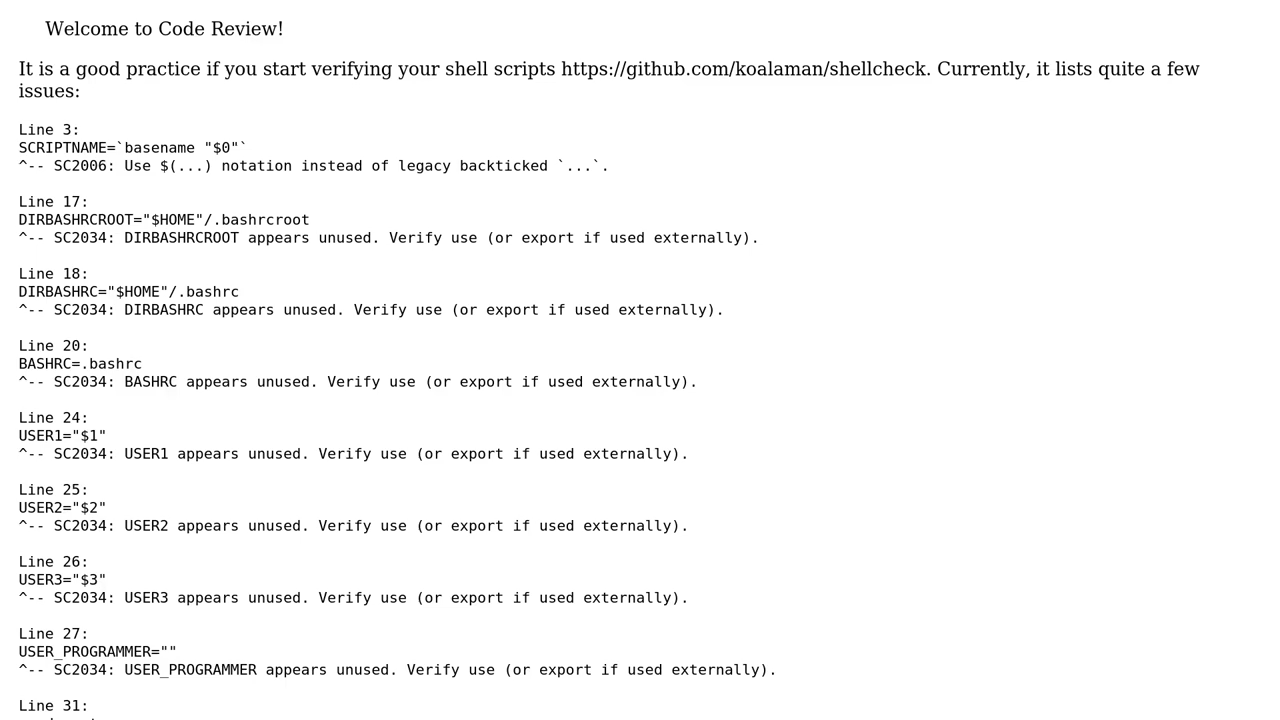 Welcome to Code Review!
It is a good practice if you start verifying your shell scripts https://github.com/koalaman/shellcheck. Currently, it lists quite a few
issues:
Line 3:
SCRIPTNAME=`basename "$0"`
^-- SC2006: Use $(...) notation instead of legacy backticked `...`.
Line 17:
DIRBASHRCROOT="$HOME"/.bashrcroot
^-- SC2034: DIRBASHRCROOT appears unused. Verify use (or export if used externally).
Line 18:
DIRBASHRC="$HOME"/.bashrc
^-- SC2034: DIRBASHRC appears unused. Verify use (or export if used externally).
Line 20:
BASHRC=.bashrc
^-- SC2034: BASHRC appears unused. Verify use (or export if used externally).
Line 24:
USER1="$1"
^-- SC2034: USER1 appears unused. Verify use (or export if used externally).
Line 25:
USER2="$2"
^-- SC2034: USER2 appears unused. Verify use (or export if used externally).
Line 26:
USER3="$3"
^-- SC2034: USER3 appears unused. Verify use (or export if used externally).
Line 27:
USER_PROGRAMMER=""
^-- SC2034: USER_PROGRAMMER appears unused. Verify use (or export if used externally).
Line 31: